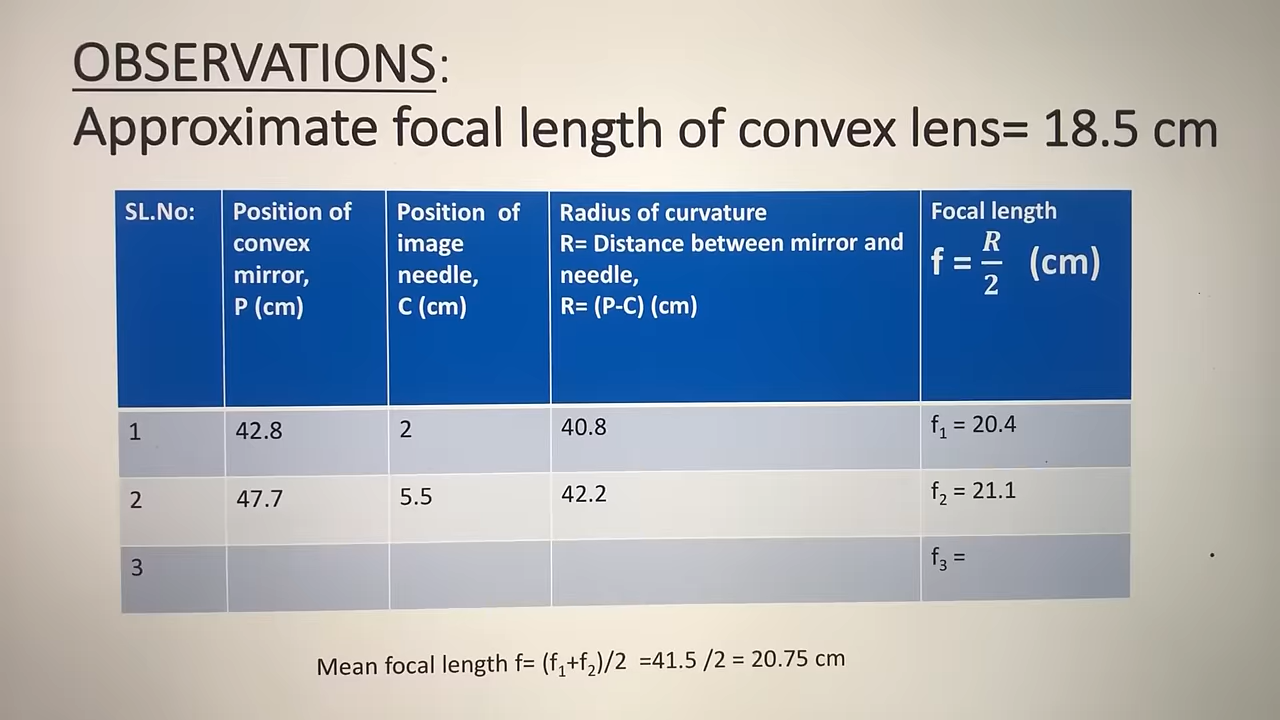 OBSERVATIONS:
Approximate focal length of convex lens= 18.5 cm
SL.No:
Position of
convex
mirror,
P (cm)
Position of
image
needle,
C (cm)
Radius of curvature
R= Distance between mirror and
needle,
R= (P-C) (cm)
Focal length
f = R/2 (cm)
1
42.8
2
40.8
f₁ = 20.4
2
47.7
5.5
42.2
f₂ = 21.1
3
f₃ =
Mean focal length f= (f₁+f₂)/2 =41.5 /2 = 20.75 cm